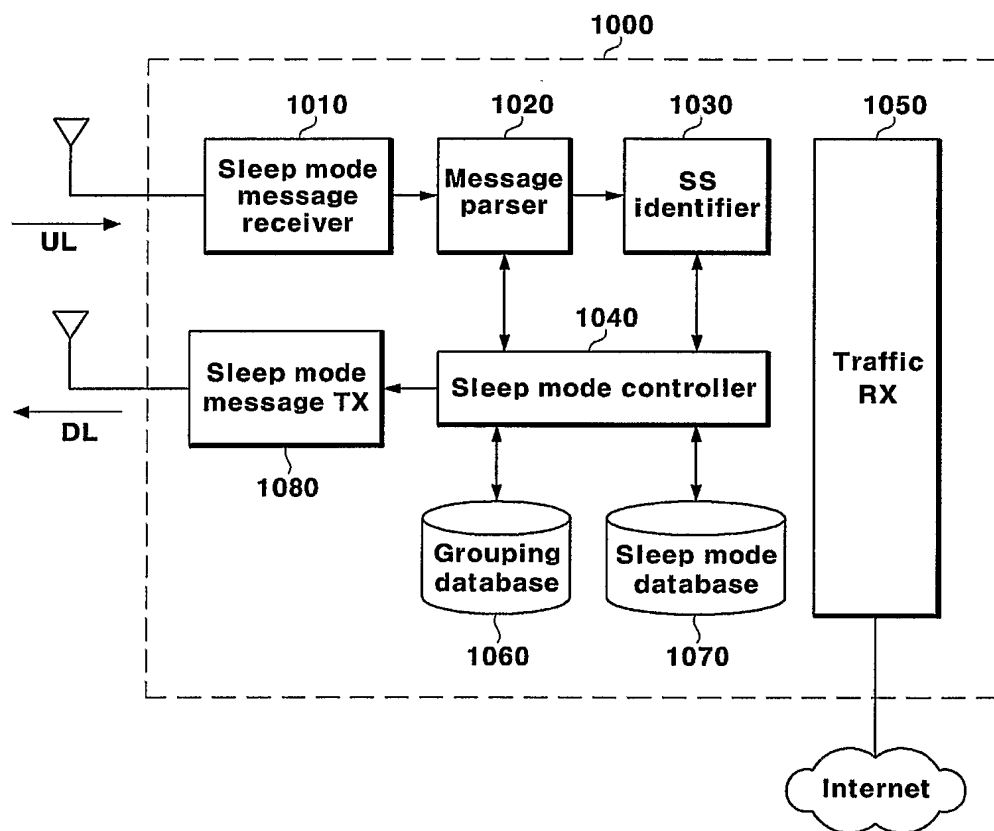 1000
1010
1020
1030
1050
Sleep mode
message
receiver
Message
parser
SS
identifier
UL
1040
Sleep mode
message TX
Sleep mode controller
Traffic
RX
DL
1080
Grouping
database
Sleep mode
database
1060
1070
Internet